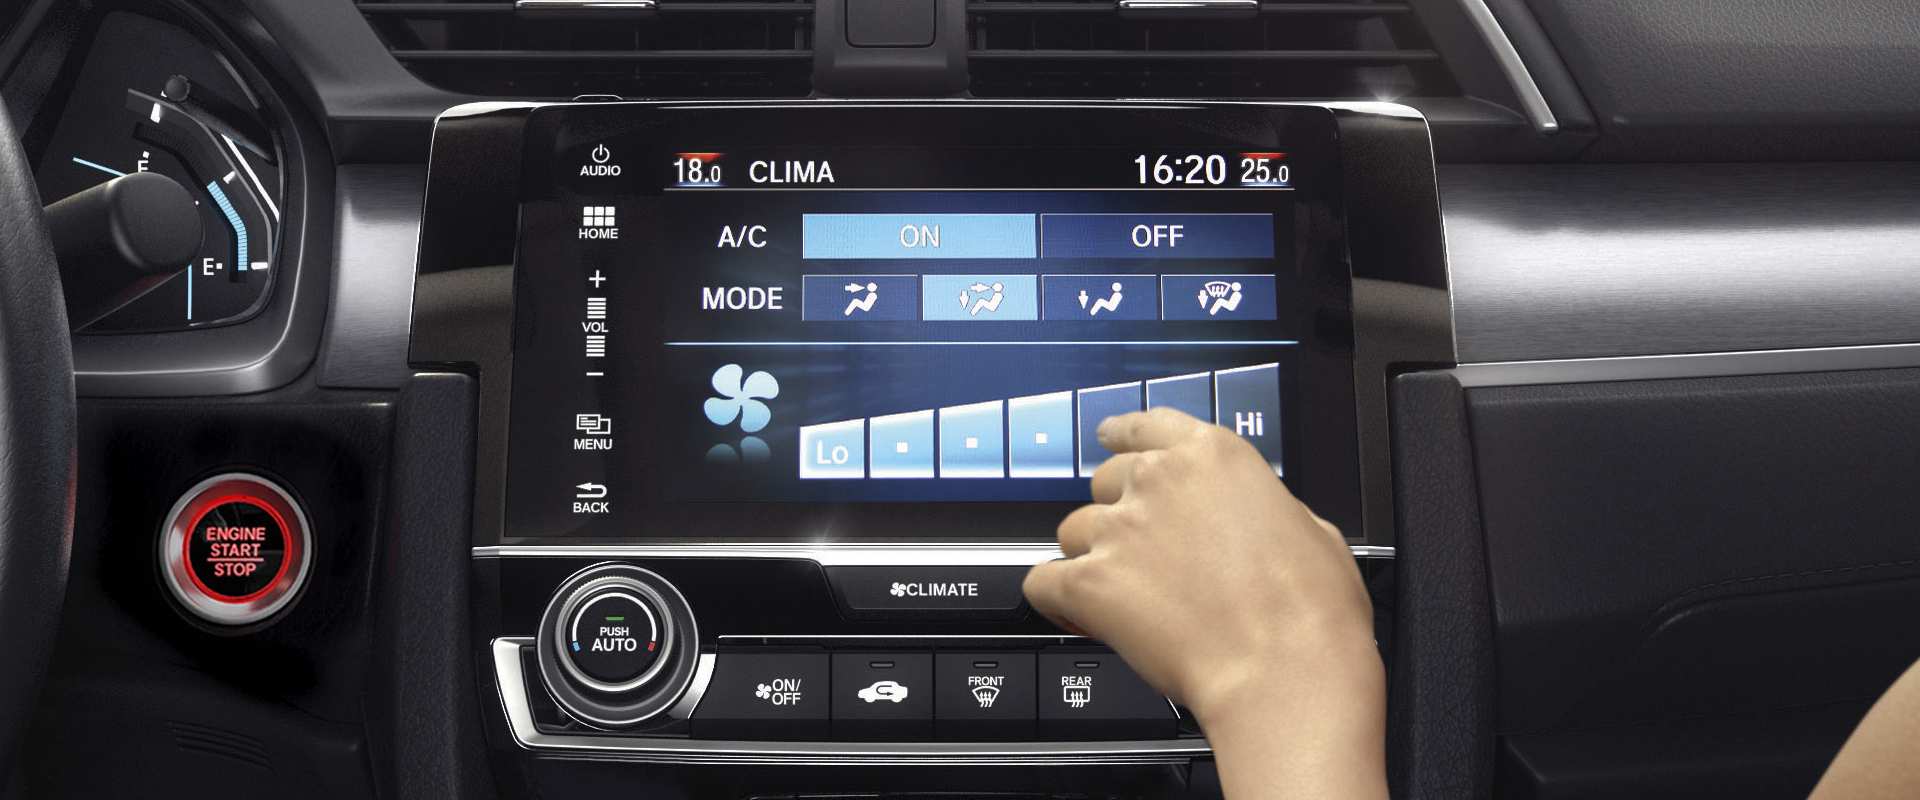 F
E
ENGINE
START
STOP
AUDIO
HOME
+
VOL
−
MENU
BACK
18.0 CLIMA 16:20 25.0
A/C ON OFF
MODE
Lo Hi
CLIMATE
PUSH
AUTO
ON/
OFF
FRONT
REAR